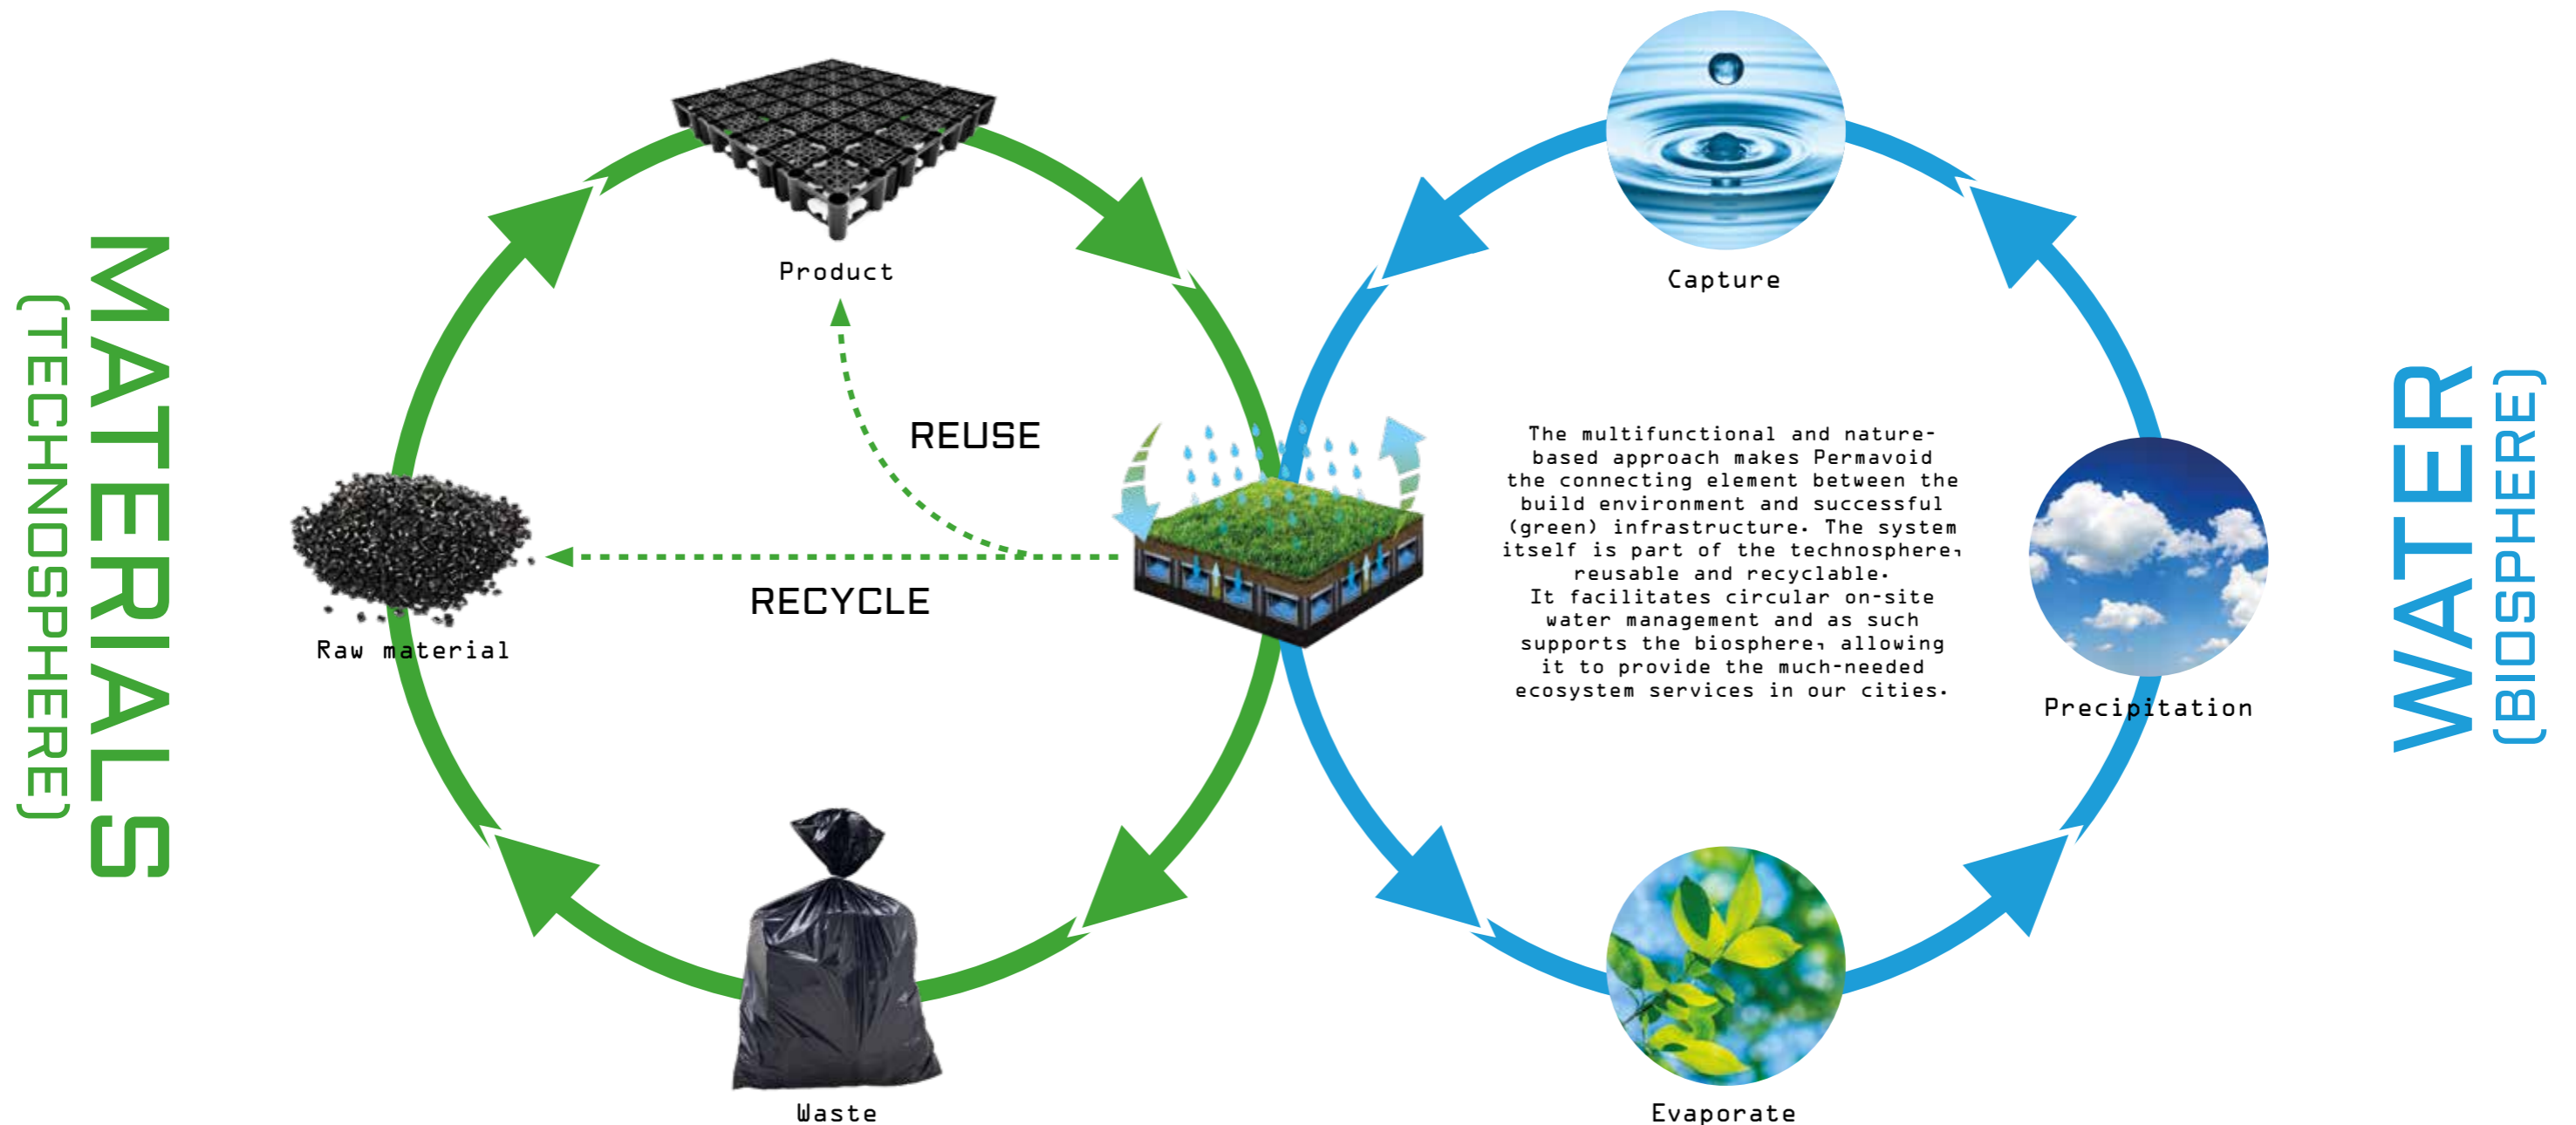 MATERIALS
(TECHNOSPHERE)
Product
Raw material
REUSE
RECYCLE
Waste
Capture
The multifunctional and nature-
based approach makes Permavoid
the connecting element between the
build environment and successful
(green) infrastructure. The system
itself is part of the technosphere,
reusable and recyclable.
It facilitates circular on-site
water management and as such
supports the biosphere, allowing
it to provide the much-needed
ecosystem services in our cities.
Precipitation
Evaporate
WATER
(BIOSPHERE)